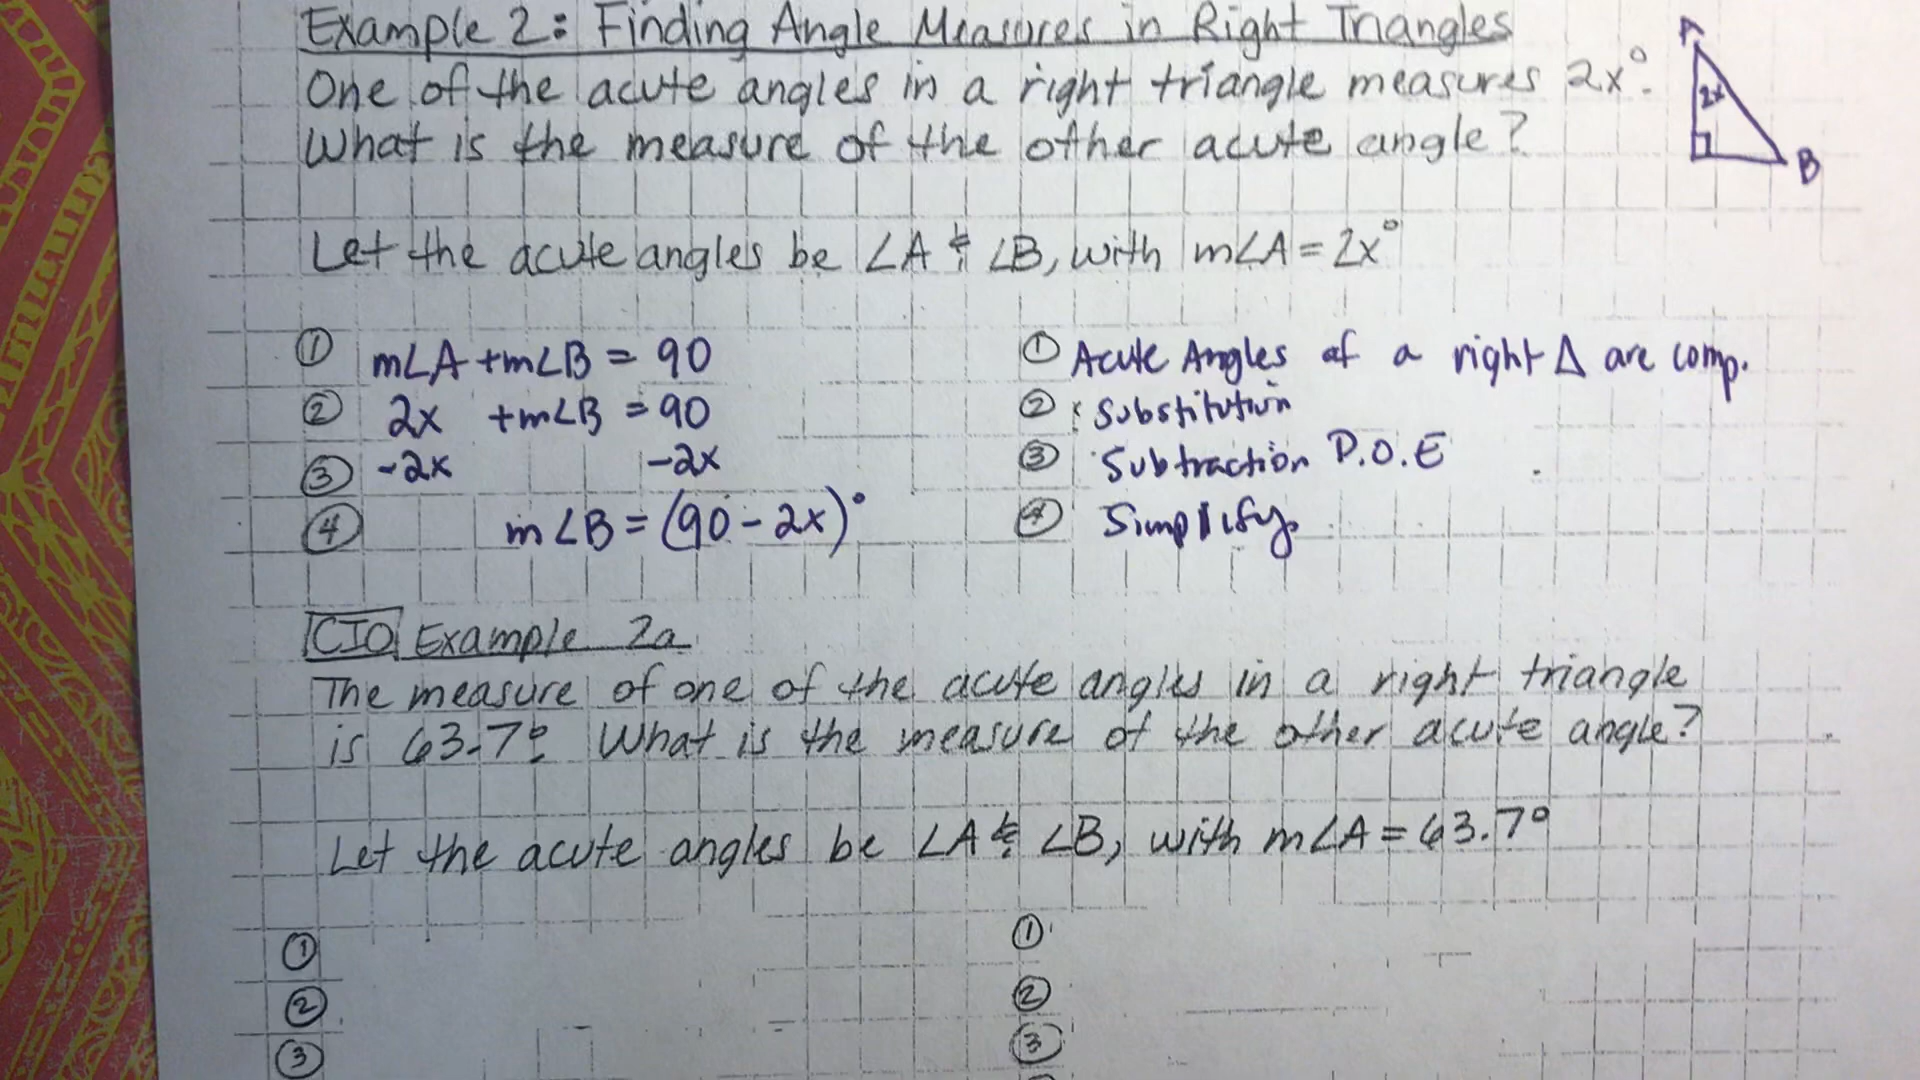 Example 2: Finding Angle Measures in Right Triangles
One of the acute angles in a right triangle measures 2x°.
What is the measure of the other acute angle?
A
2x
B
Let the acute angles be ∠A & ∠B, with m∠A = 2x°
① m∠A + m∠B = 90
① Acute Angles of a right Δ are comp.
② 2x + m∠B = 90
② Substitution
③ -2x -2x
③ Subtraction P.O.E
④ m∠B = (90 - 2x)°
④ Simplify.
CIO Example 2a
The measure of one of the acute angles in a right triangle
is 63.7°. What is the measure of the other acute angle?
Let the acute angles be ∠A & ∠B, with m∠A = 63.7°
① ①
② ②
③ ③